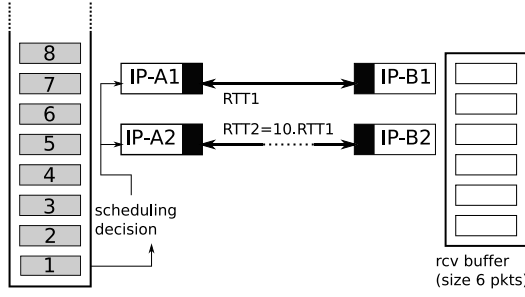 8
7
6
5
4
3
2
1
IP-A1
IP-A2
scheduling
decision
RTT1
RTT2=10.RTT1
IP-B1
IP-B2
rcv buffer
(size 6 pkts)